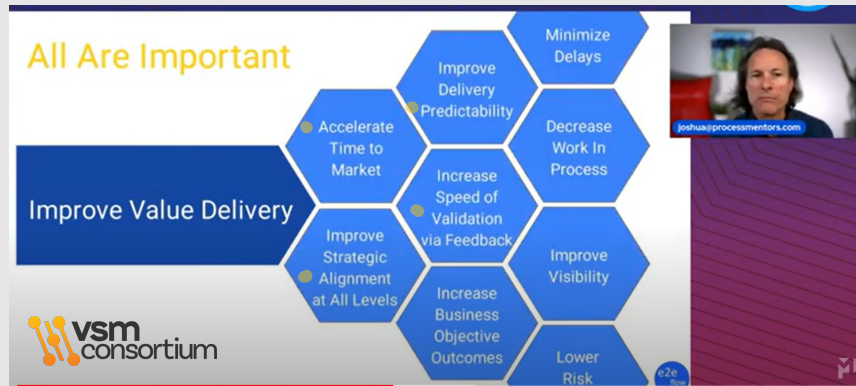 All Are Important
Improve Value Delivery
Accelerate
Time to
Market
Improve
Strategic
Alignment
at All Levels
Improve
Delivery
Predictability
Increase
Speed of
Validation
via Feedback
Increase
Business
Objective
Outcomes
Minimize
Delays
Decrease
Work In
Process
Improve
Visibility
Lower
Risk
joshua@processmentors.com
vsm
consortium
e2e
flow